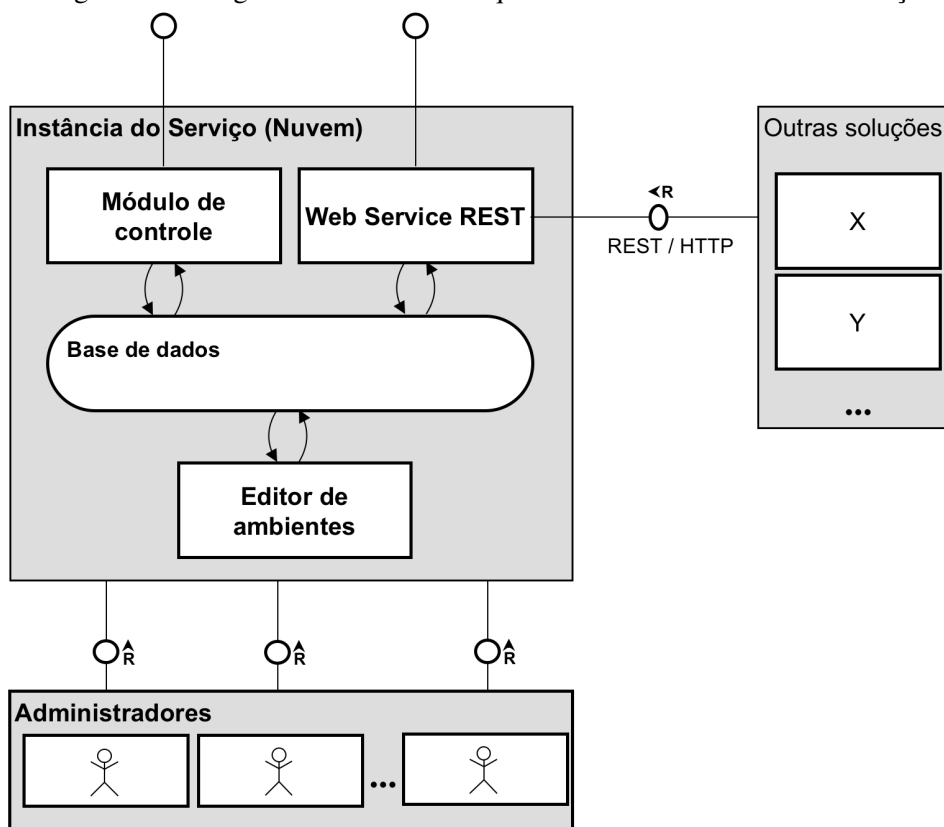 Instância do Serviço (Nuvem)
Outras soluções
Módulo de
controle
Web Service REST
R
REST / HTTP
X
Y
...
Base de dados
Editor de
ambientes
R
R
R
Administradores
...